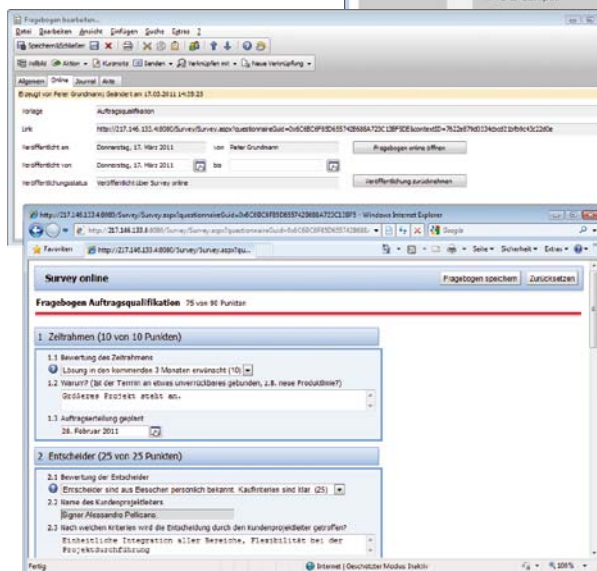 Fragebogen bearbeiten...
Datei Bearbeiten Ansicht Einfügen Suche Extras ?
Speichern&Schließen
Vollbild Aktion Kurznotiz Senden Verknüpfen mit Neue Verknüpfung
Allgemein Online Journal Akte
Erzeugt von Peter Grundmann; Geändert am 17.03.2011 14:35:25
Vorlage Auftragsqualifikation
Link
Veröffentlicht am Donnerstag, 17. März 2011 von Peter Grundmann Fragebogen online öffnen
Veröffentlicht von Donnerstag, 17. März 2011 bis
Veröffentlichungsstatus Veröffentlicht über Survey online Veröffentlichung zurücknehmen
Windows Internet Explorer
Google
Favoriten Seite Sicherheit Extras
Survey online Fragebogen speichern Zurücksetzen
Fragebogen Auftragsqualifikation 75 von 90 Punkten
1 Zeitrahmen (10 von 10 Punkten)
1.1 Bewertung des Zeitrahmens
Lösung in den kommenden 3 Monaten erwünscht (10)
1.2 Warum? (Ist der Termin an etwas unverrückbares gebunden, z.B. neue Produktlinie?)
Größeres Projekt steht an.
1.3 Auftragserteilung geplant
28. Februar 2011
2 Entscheider (25 von 25 Punkten)
2.1 Bewertung der Entscheider
Entscheider sind aus Besuchen persönlich bekannt. Kaufkriterien sind klar (25)
2.2 Name des Kundenprojektleiters
Signor Alessandro Pellicano
2.3 Nach welchen Kriterien wird die Entscheidung durch den Kundenprojektleiter getroffen?
Einheitliche Integration aller Bereiche, Flexibilität bei der
Projektdurchführung
Fertig Internet | Geschützter Modus: Inaktiv 100%